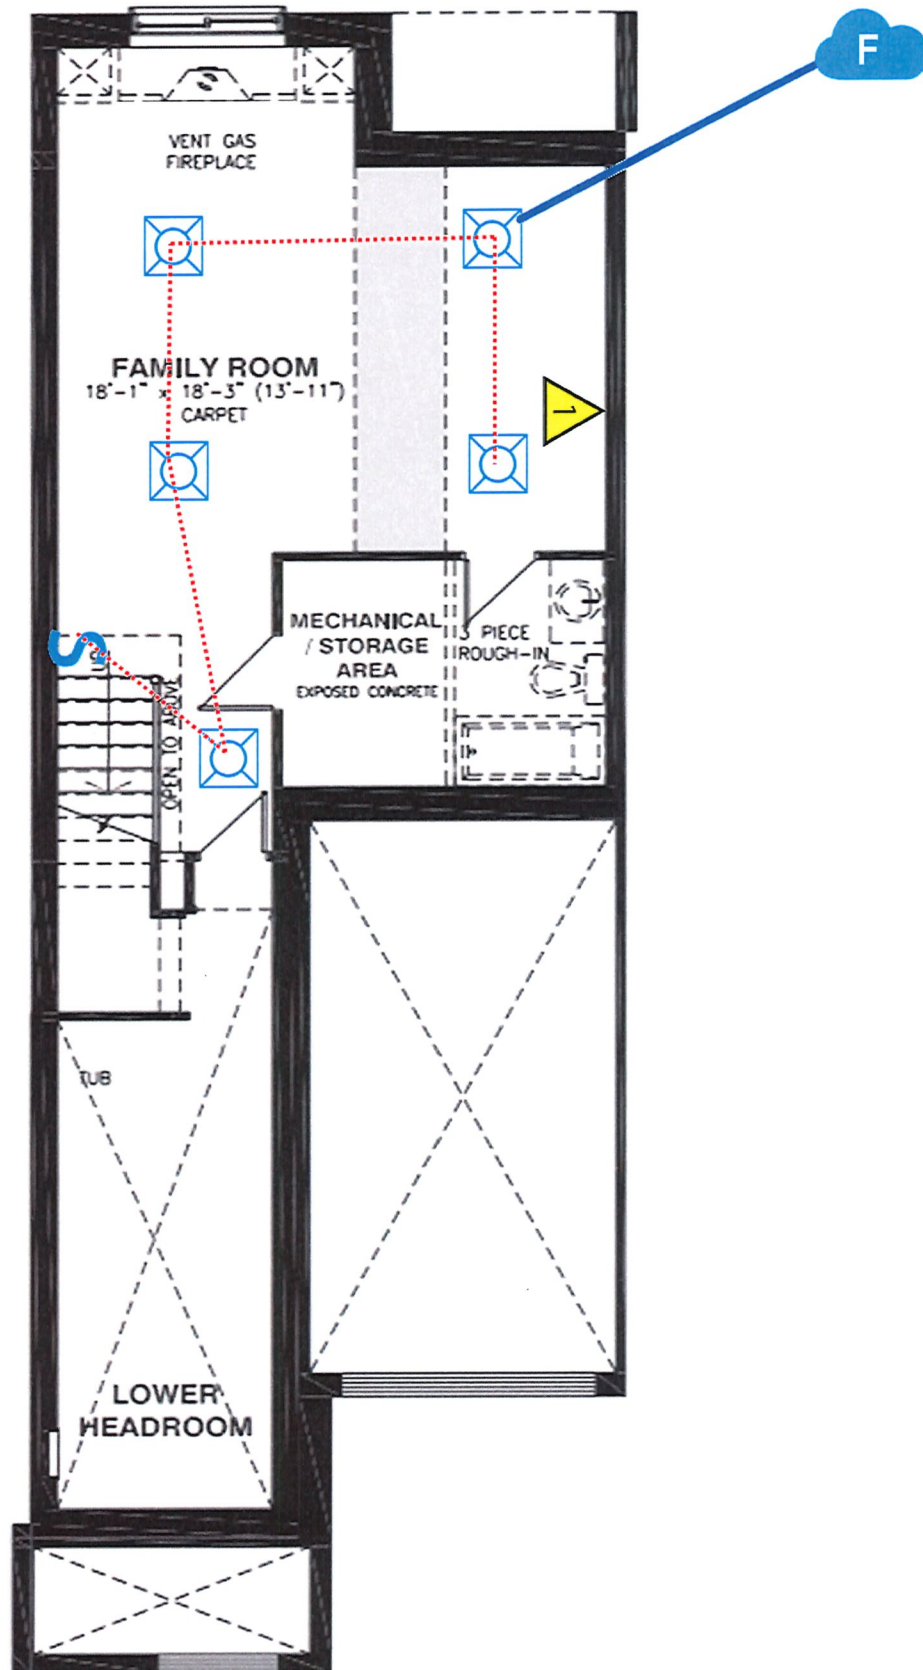 F
VENT GAS
FIREPLACE
FAMILY ROOM
18'-1" x 18'-3" (13'-11")
CARPET
1
MECHANICAL
/ STORAGE
AREA
EXPOSED CONCRETE
3 PIECE
ROUGH-IN
S
UP
OPEN TO ABOVE
TUB
LOWER
HEADROOM